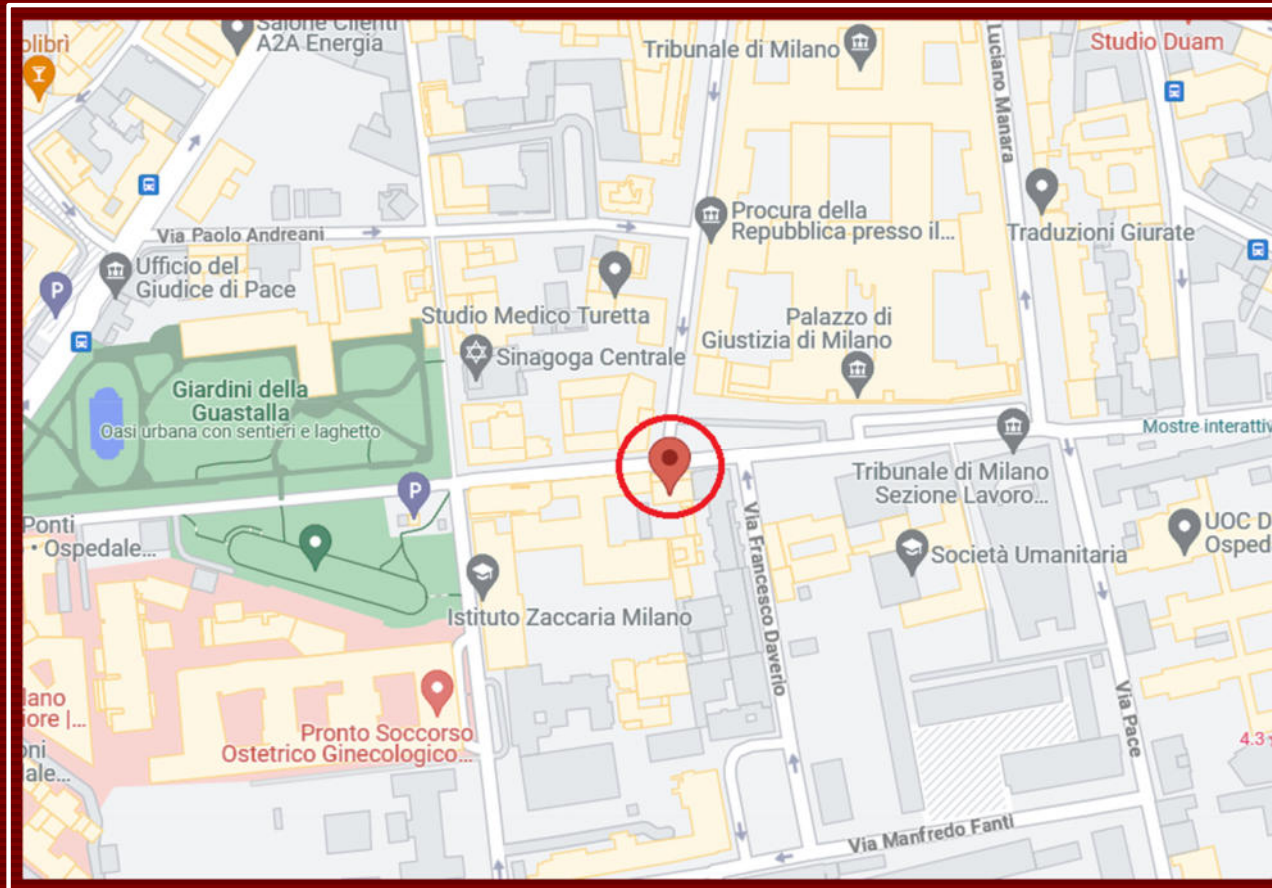 Salone Clienti
A2A Energia
Tribunale di Milano
Luciano Manara
Studio Duam
olibrì
Via Paolo Andreani
Procura della
Repubblica presso il...
Traduzioni Giurate
Ufficio del
Giudice di Pace
P
Studio Medico Turetta
Palazzo di
Giustizia di Milano
Sinagoga Centrale
Giardini della
Guastalla
Oasi urbana con sentieri e laghetto
Mostre interattiv
P
Tribunale di Milano
Sezione Lavoro...
Via Francesco Daverio
Ponti
• Ospedale...
Società Umanitaria
UOC D
Osped
Istituto Zaccaria Milano
lano
iore |...
Pronto Soccorso
Ostetrico Ginecologico...
Via Pace
oni
ale...
4.3
Via Manfredo Fanti